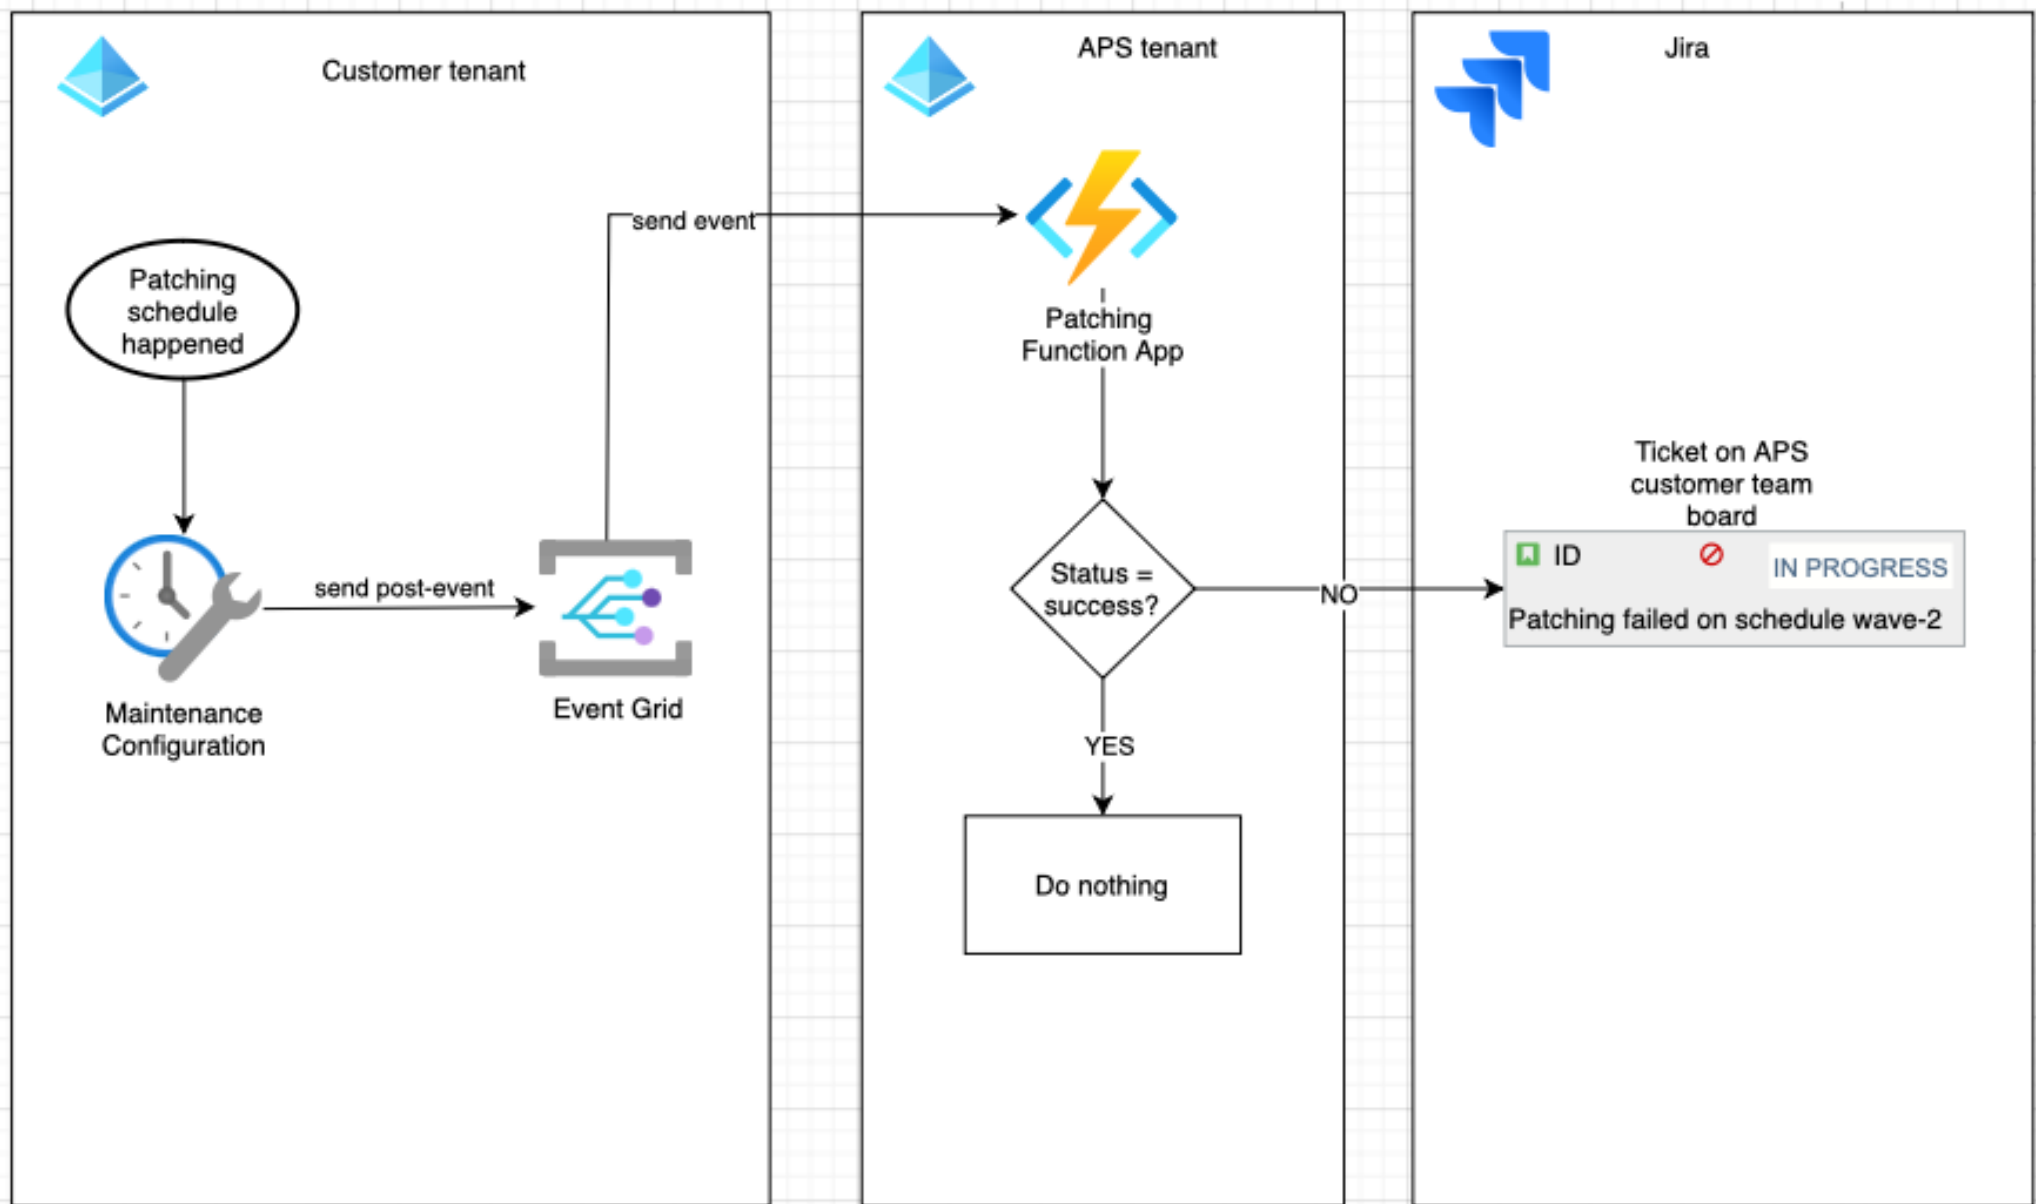 Customer tenant
Patching
schedule
happened
send post-event
Maintenance
Configuration
Event Grid
send event
APS tenant
Patching
Function App
Status =
success?
NO
YES
Do nothing
Jira
Ticket on APS
customer team
board
ID
IN PROGRESS
Patching failed on schedule wave-2